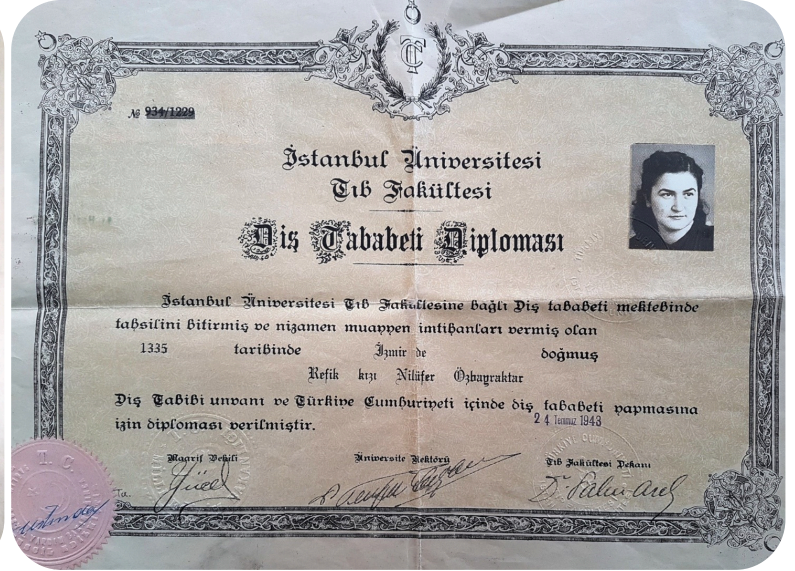 № 934/1229
İstanbul Üniversitesi
Tıb Fakültesi
Diş Tababeti Diploması
İstanbul Üniversitesi Tıb Fakültesine bağlı Diş tababeti mektebinde
tahsilini bitirmiş ve nizamen muayyen imtihanları vermiş olan
1335 tarihinde İzmir de doğmuş
Refik kızı Nilüfer Özbayraktar
Diş Tabibi unvanı ve Türkiye Cumhuriyeti içinde diş tababeti yapmasına
izin diploması verilmiştir.
24 Temmuz 1943
Maarif Vekili
Üniversite Rektörü
Tıb Fakültesi Dekanı
Yücel
T. C.